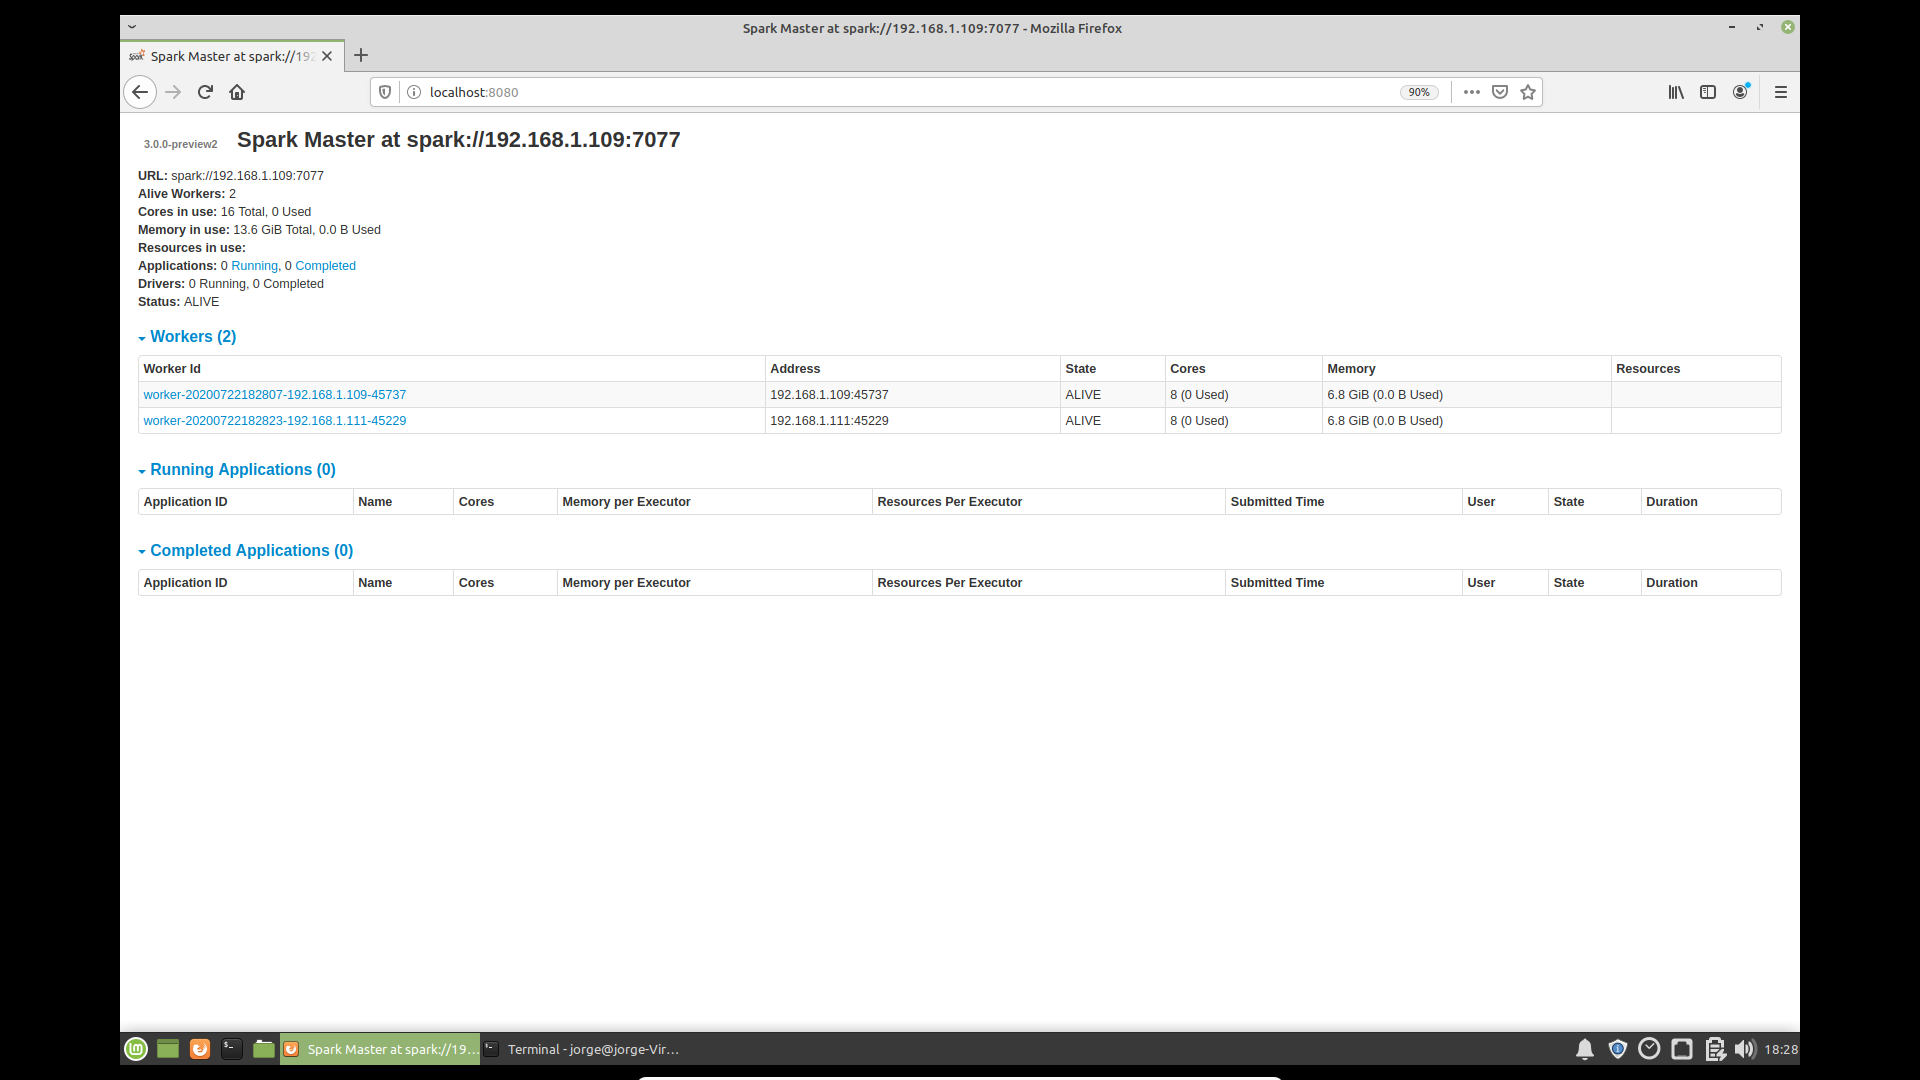 Spark Master at spark://192.168.1.109:7077 - Mozilla Firefox
Spark Master at spark://192
localhost:8080
90%
3.0.0-preview2 Spark Master at spark://192.168.1.109:7077
URL: spark://192.168.1.109:7077
Alive Workers: 2
Cores in use: 16 Total, 0 Used
Memory in use: 13.6 GiB Total, 0.0 B Used
Resources in use:
Applications: 0 Running, 0 Completed
Drivers: 0 Running, 0 Completed
Status: ALIVE
Workers (2)
Worker Id Address State Cores Memory Resources
worker-20200722182807-192.168.1.109-45737 192.168.1.109:45737 ALIVE 8 (0 Used) 6.8 GiB (0.0 B Used)
worker-20200722182823-192.168.1.111-45229 192.168.1.111:45229 ALIVE 8 (0 Used) 6.8 GiB (0.0 B Used)
Running Applications (0)
Application ID Name Cores Memory per Executor Resources Per Executor Submitted Time User State Duration
Completed Applications (0)
Application ID Name Cores Memory per Executor Resources Per Executor Submitted Time User State Duration
Spark Master at spark://19... Terminal - jorge@jorge-Vir... 18:28